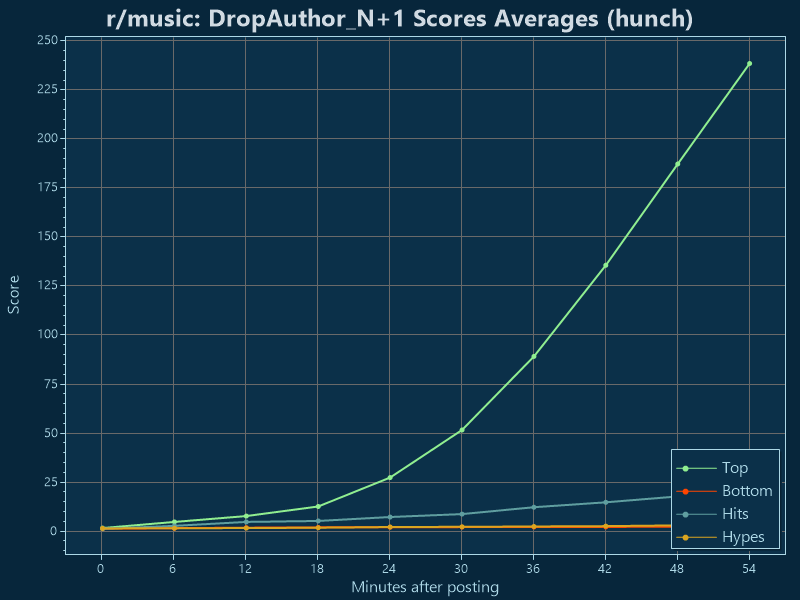 r/music: DropAuthor_N+1 Scores Averages (hunch)
250
225
200
175
150
125
100
75
50
25
0
Score
Top
Bottom
Hits
Hypes
0 6 12 18 24 30 36 42 48 54
Minutes after posting